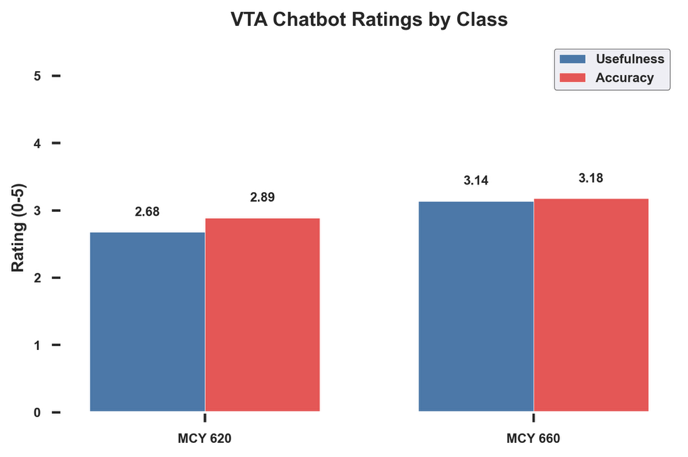 VTA Chatbot Ratings by Class
Usefulness
Accuracy
Rating (0-5)
5
4
3
2
1
0
2.68
2.89
3.14
3.18
MCY 620
MCY 660